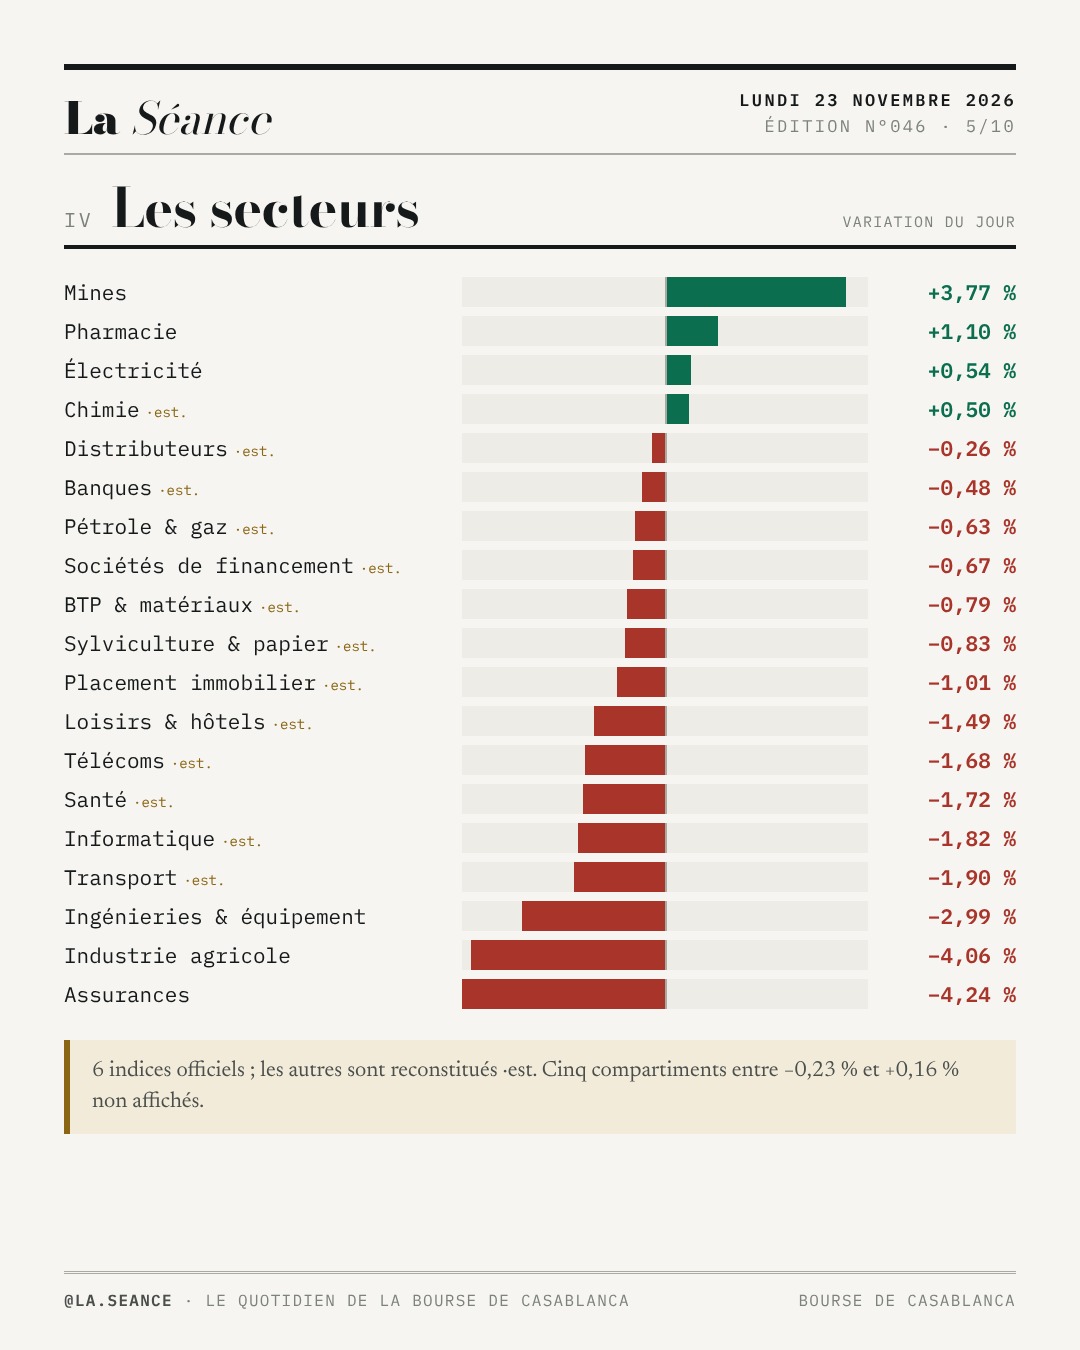 La Séance
LUNDI 23 NOVEMBRE 2026
ÉDITION N°046 · 5/10
IV Les secteurs
VARIATION DU JOUR
Mines +3,77 %
Pharmacie +1,10 %
Électricité +0,54 %
Chimie ·est. +0,50 %
Distributeurs ·est. −0,26 %
Banques ·est. −0,48 %
Pétrole & gaz ·est. −0,63 %
Sociétés de financement ·est. −0,67 %
BTP & matériaux ·est. −0,79 %
Sylviculture & papier ·est. −0,83 %
Placement immobilier ·est. −1,01 %
Loisirs & hôtels ·est. −1,49 %
Télécoms ·est. −1,68 %
Santé ·est. −1,72 %
Informatique ·est. −1,82 %
Transport ·est. −1,90 %
Ingénieries & équipement −2,99 %
Industrie agricole −4,06 %
Assurances −4,24 %
6 indices officiels ; les autres sont reconstitués ·est. Cinq compartiments entre −0,23 % et +0,16 %
non affichés.
@LA.SEANCE · LE QUOTIDIEN DE LA BOURSE DE CASABLANCA
BOURSE DE CASABLANCA